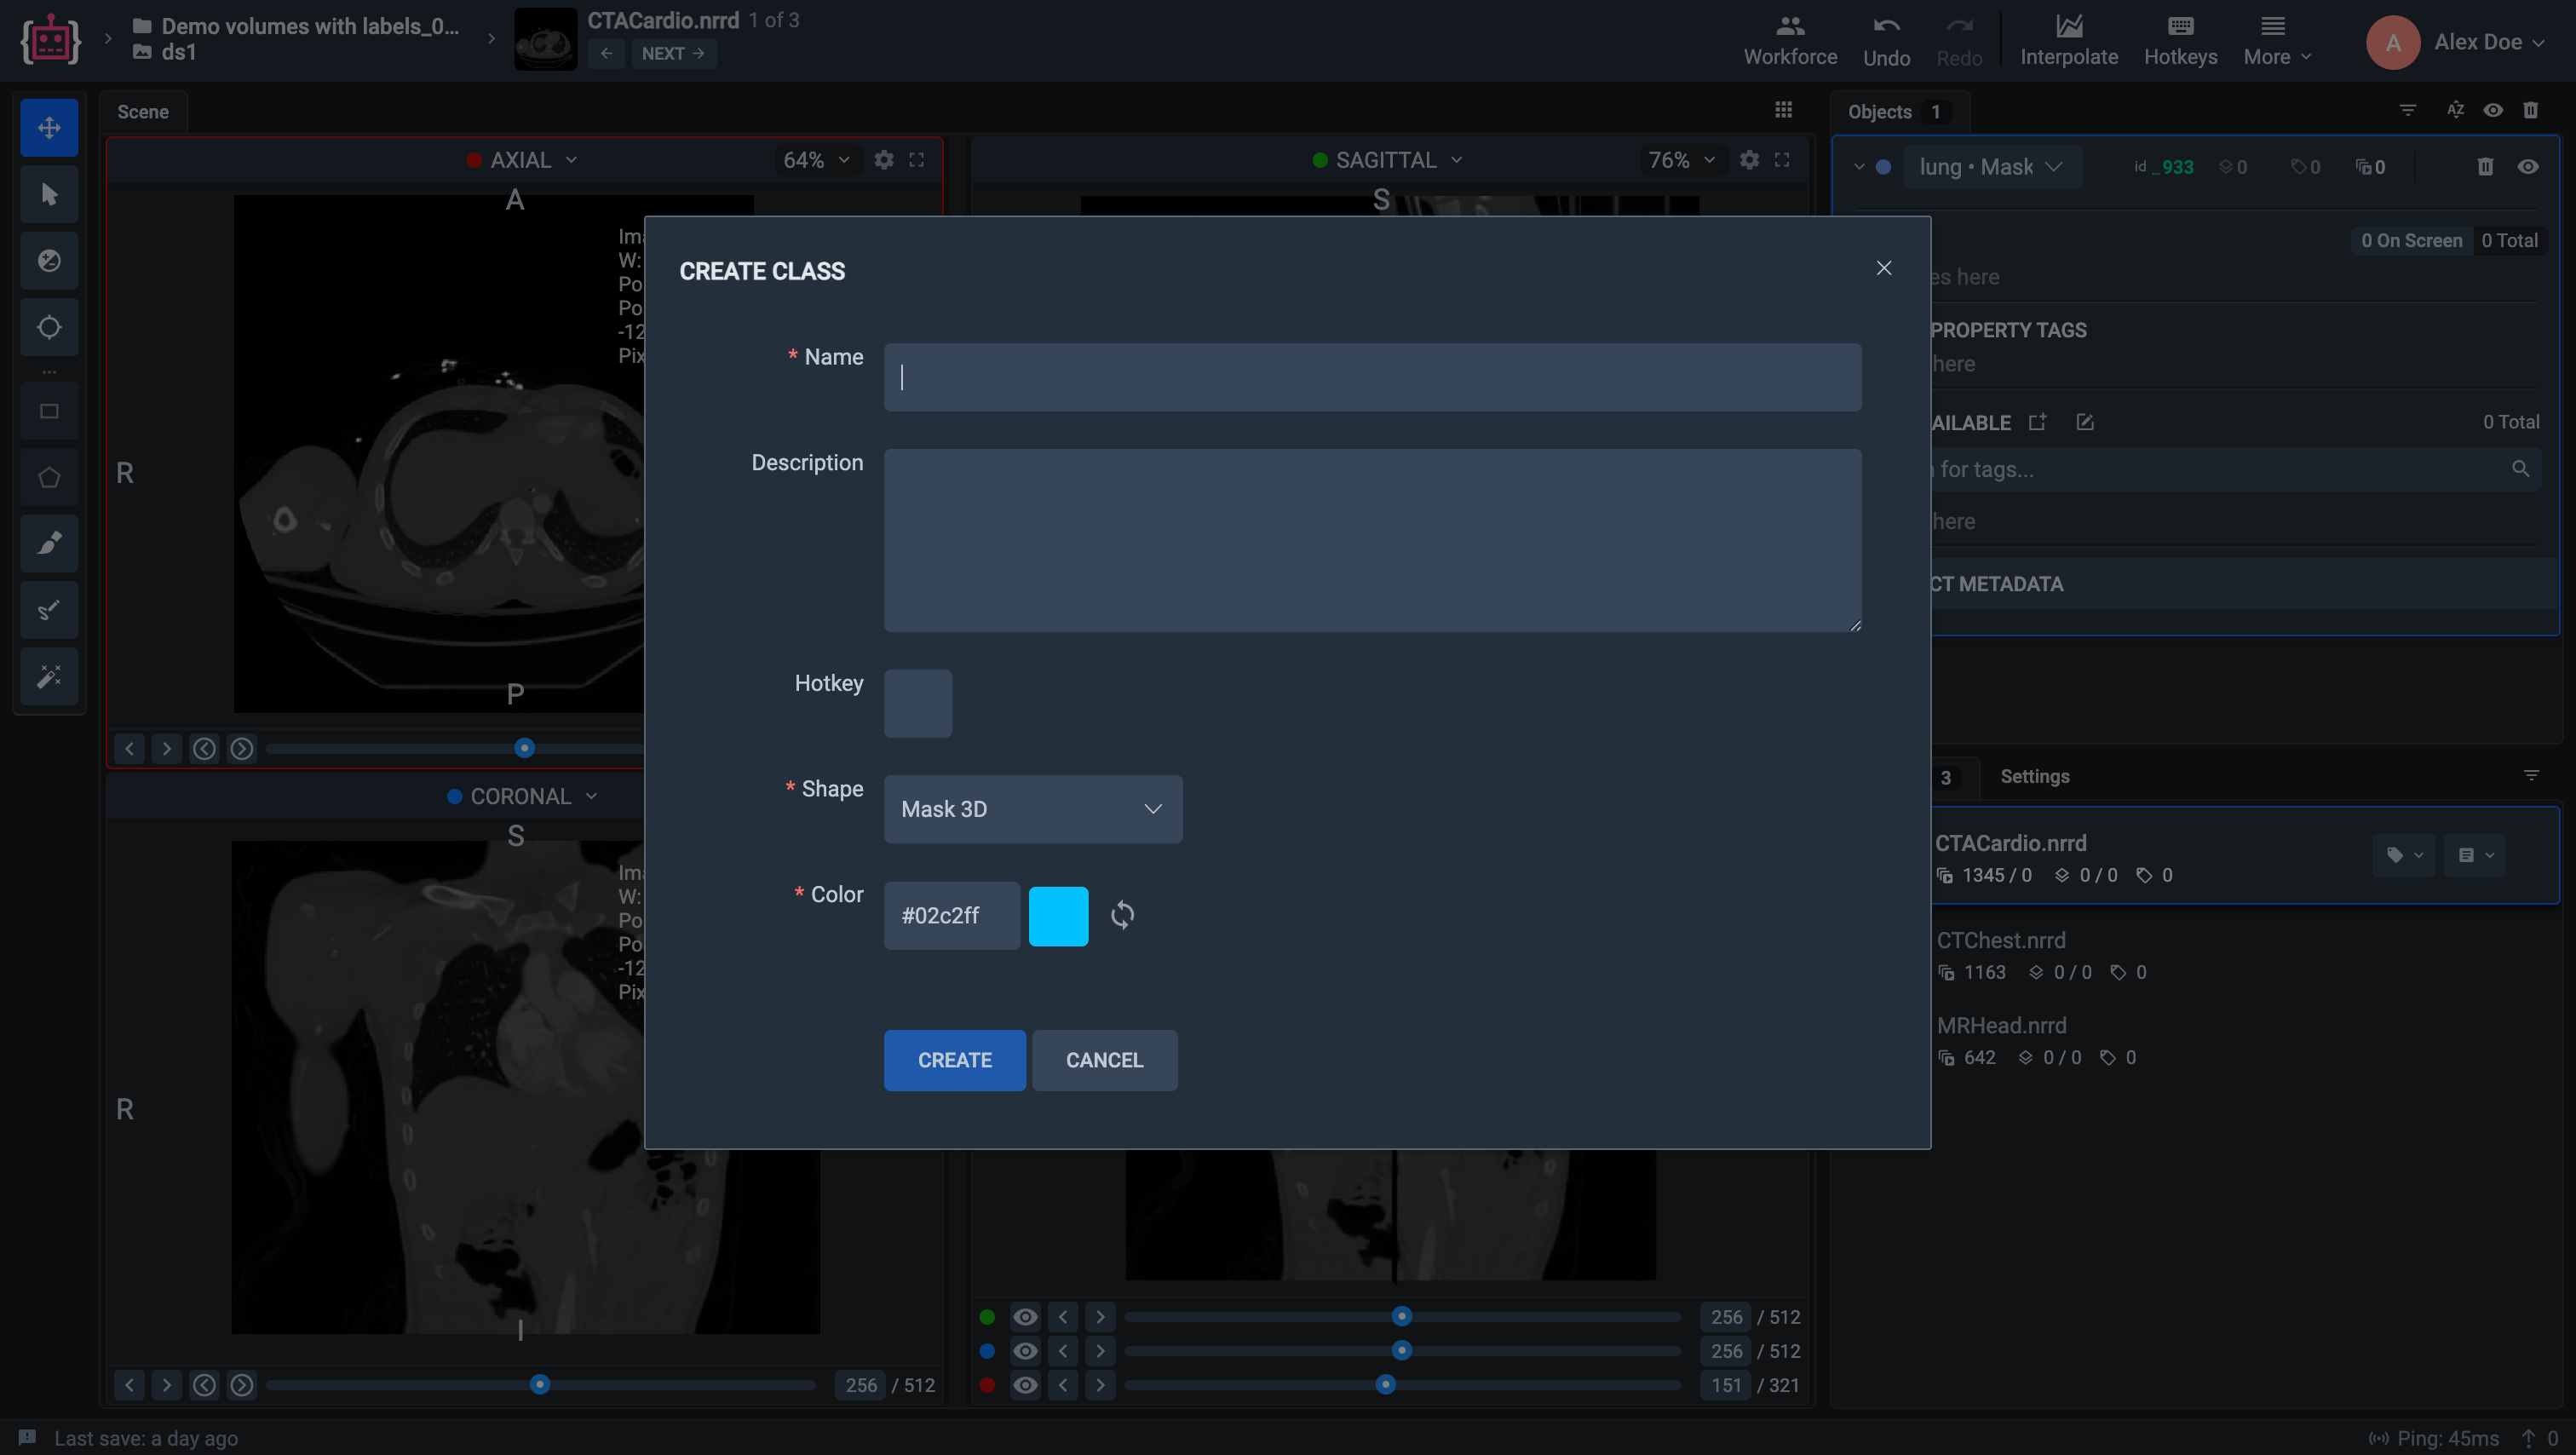 Demo volumes with labels_0...
ds1
CTACardio.nrrd 1 of 3
NEXT
Workforce
Undo
Redo
Interpolate
Hotkeys
More
A
Alex Doe
Scene
AXIAL
64%
A
R
P
SAGITTAL
76%
S
Objects 1
lung • Mask
id _933
0
0
0
0 On Screen
0 Total
es here
PROPERTY TAGS
here
AILABLE
0 Total
for tags...
here
CT METADATA
CREATE CLASS
* Name
Description
Hotkey
* Shape
Mask 3D
* Color
#02c2ff
CREATE
CANCEL
W:
Po
Po
-12
Pix
CORONAL
S
R
I
W:
Po
Po
-12
Pix
256 / 512
256 / 512
256 / 512
151 / 321
3
Settings
CTACardio.nrrd
1345 / 0
0 / 0
0
CTChest.nrrd
1163
0 / 0
0
MRHead.nrrd
642
0 / 0
0
Last save: a day ago
Ping: 45ms
0